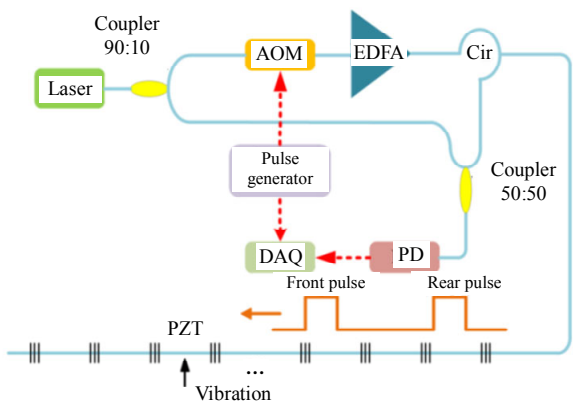 Coupler
90:10
AOM
EDFA
Cir
Laser
Pulse
generator
Coupler
50:50
DAQ
PD
Front pulse
Rear pulse
PZT
...
Vibration